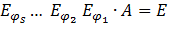 E_{φ_S} … E_{φ_2} E_{φ_1} · A = E